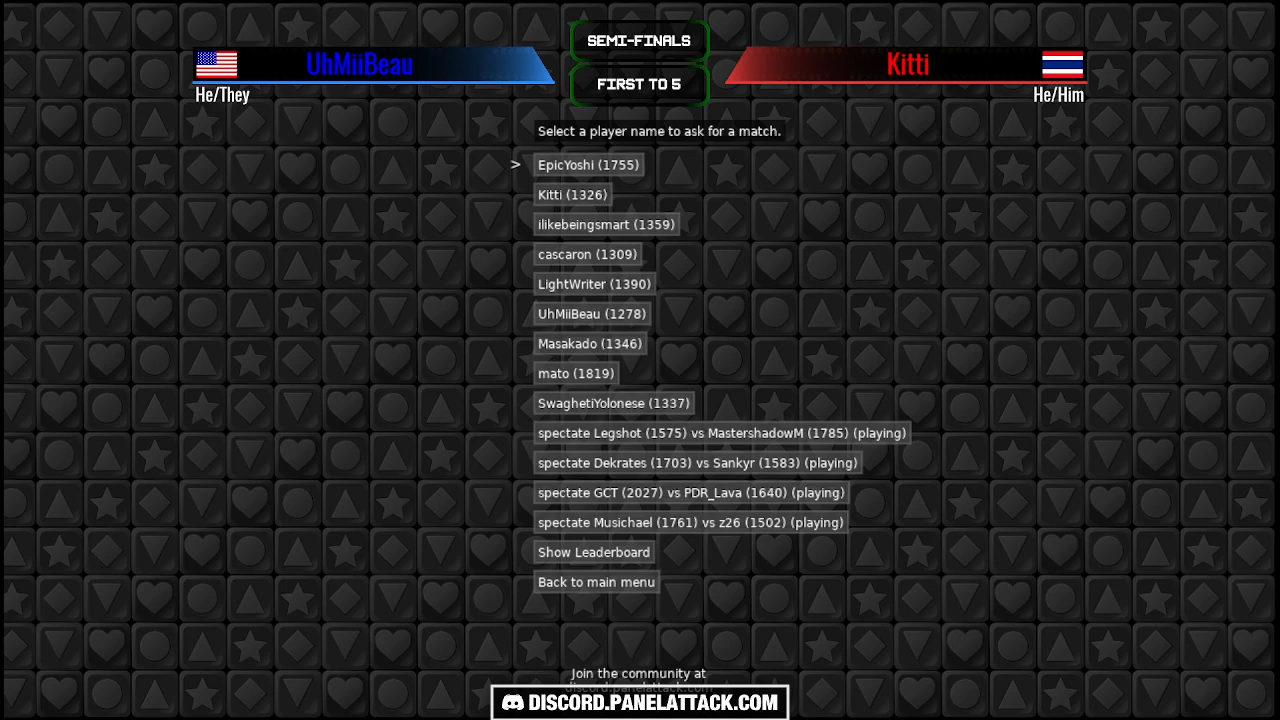 SEMI-FINALS
UhMiiBeau
Kitti
FIRST TO 5
He/They
He/Him
Select a player name to ask for a match.
> EpicYoshi (1755)
Kitti (1326)
ilikebeingsmart (1359)
cascaron (1309)
LightWriter (1390)
UhMiiBeau (1278)
Masakado (1346)
mato (1819)
SwaghetiYolonese (1337)
spectate Legshot (1575) vs MastershadowM (1785) (playing)
spectate Dekrates (1703) vs Sankyr (1583) (playing)
spectate GCT (2027) vs PDR_Lava (1640) (playing)
spectate Musichael (1761) vs z26 (1502) (playing)
Show Leaderboard
Back to main menu
Join the community at
discord.panelattack.com
DISCORD.PANELATTACK.COM